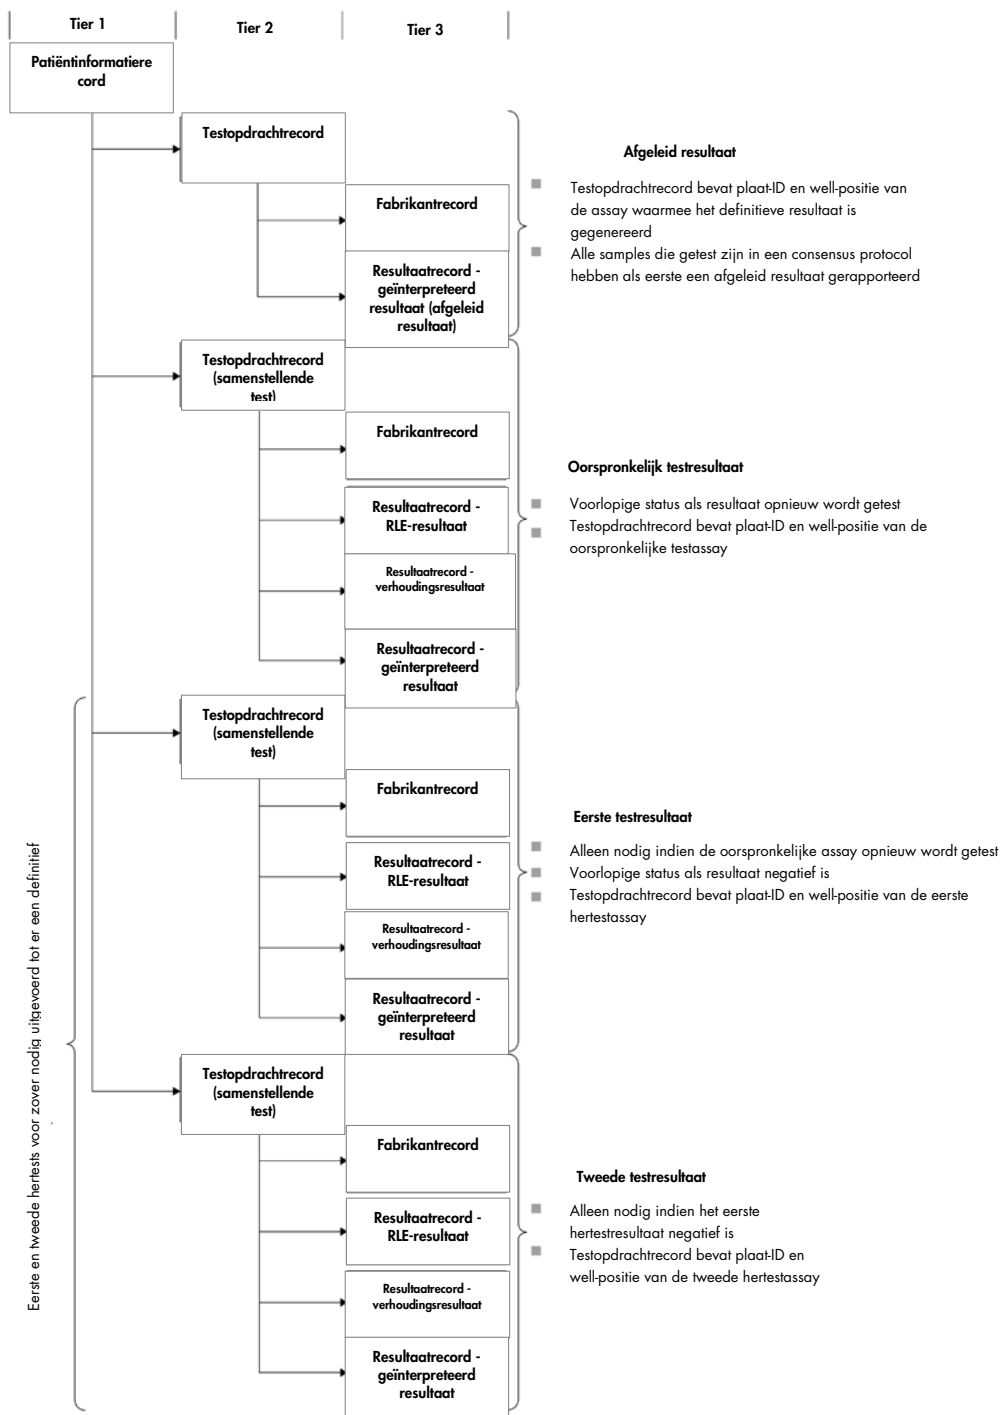 Tier 1
Tier 2
Tier 3
Patiëntinformatiere
cord
Testopdrachtrecord
Fabrikantrecord
Resultaatrecord -
geïnterpreteerd
resultaat (afgeleid
resultaat)
Afgeleid resultaat
Testopdrachtrecord bevat plaat-ID en well-positie van
de assay waarmee het definitieve resultaat is
gegenereerd
Alle samples die getest zijn in een consensus protocol
hebben als eerste een afgeleid resultaat gerapporteerd
Testopdrachtrecord
(samenstellende
test)
Fabrikantrecord
Resultaatrecord -
RLE-resultaat
Resultaatrecord -
verhoudingsresultaat
Resultaatrecord -
geïnterpreteerd
resultaat
Oorspronkelijk testresultaat
Voorlopige status als resultaat opnieuw wordt getest
Testopdrachtrecord bevat plaat-ID en well-positie van de
oorspronkelijke testassay
Testopdrachtrecord
(samenstellende
test)
Fabrikantrecord
Resultaatrecord -
RLE-resultaat
Resultaatrecord -
verhoudingsresultaat
Resultaatrecord -
geïnterpreteerd
resultaat
Eerste testresultaat
Alleen nodig indien de oorspronkelijke assay opnieuw wordt getest
Voorlopige status als resultaat negatief is
Testopdrachtrecord bevat plaat-ID en well-positie van de eerste
hertestassay
Testopdrachtrecord
(samenstellende
test)
Fabrikantrecord
Resultaatrecord -
RLE-resultaat
Resultaatrecord -
verhoudingsresultaat
Resultaatrecord -
geïnterpreteerd
resultaat
Tweede testresultaat
Alleen nodig indien het eerste
hertestresultaat negatief is
Testopdrachtrecord bevat plaat-ID en
well-positie van de tweede hertestassay
Eerste en tweede hertests voor zover nodig uitgevoerd tot er een definitief